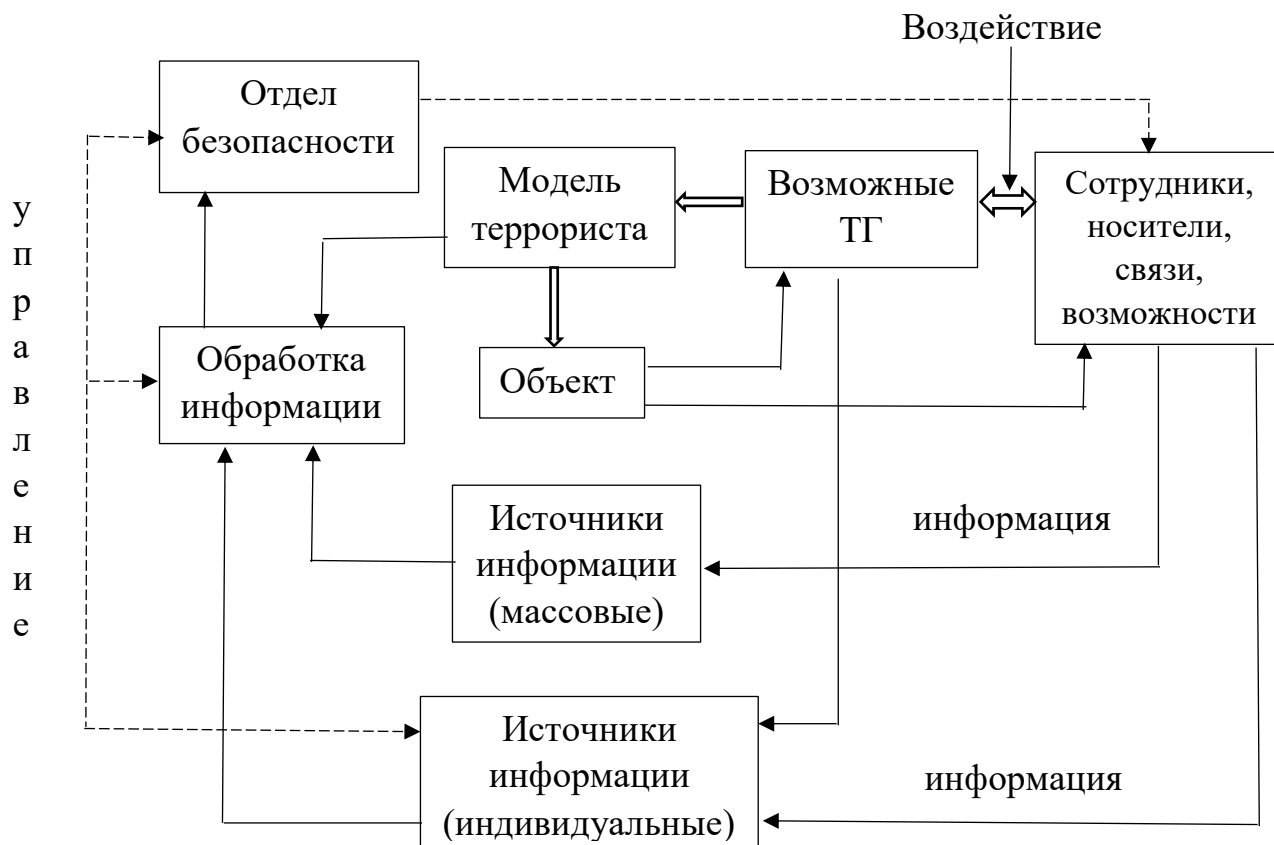 Воздействие
Отдел
безопасности
Модель
террориста
Возможные
ТГ
Сотрудники,
носители,
связи,
возможности
управление
Обработка
информации
Объект
Источники
информации
(массовые)
информация
Источники
информации
(индивидуальные)
информация